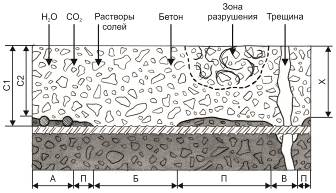 H₂O CO₂ Растворы солей Бетон Зона разрушения Трещина
C1
C2
X
А П Б П В П